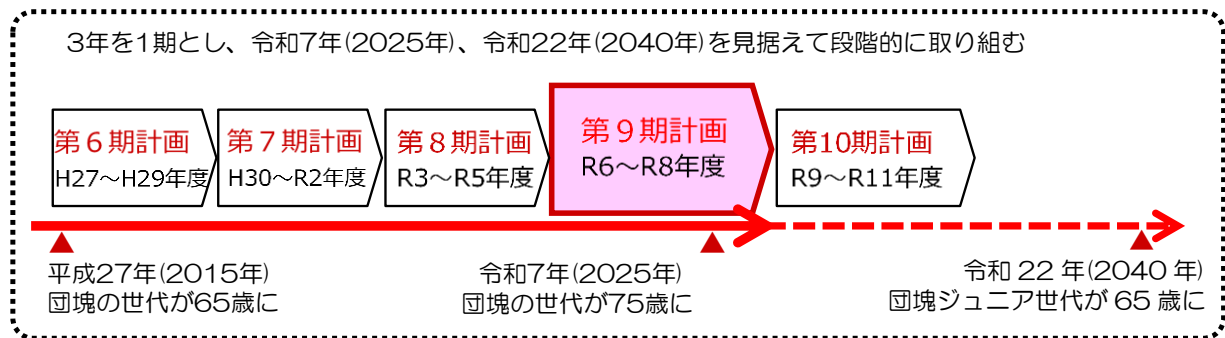 3年を1期とし、令和7年(2025年)、令和22年(2040年)を見据えて段階的に取り組む
第6期計画
H27～H29年度
第7期計画
H30～R2年度
第8期計画
R3～R5年度
第9期計画
R6～R8年度
第10期計画
R9～R11年度
平成27年(2015年)
団塊の世代が65歳に
令和7年(2025年)
団塊の世代が75歳に
令和 22 年(2040 年)
団塊ジュニア世代が 65 歳に